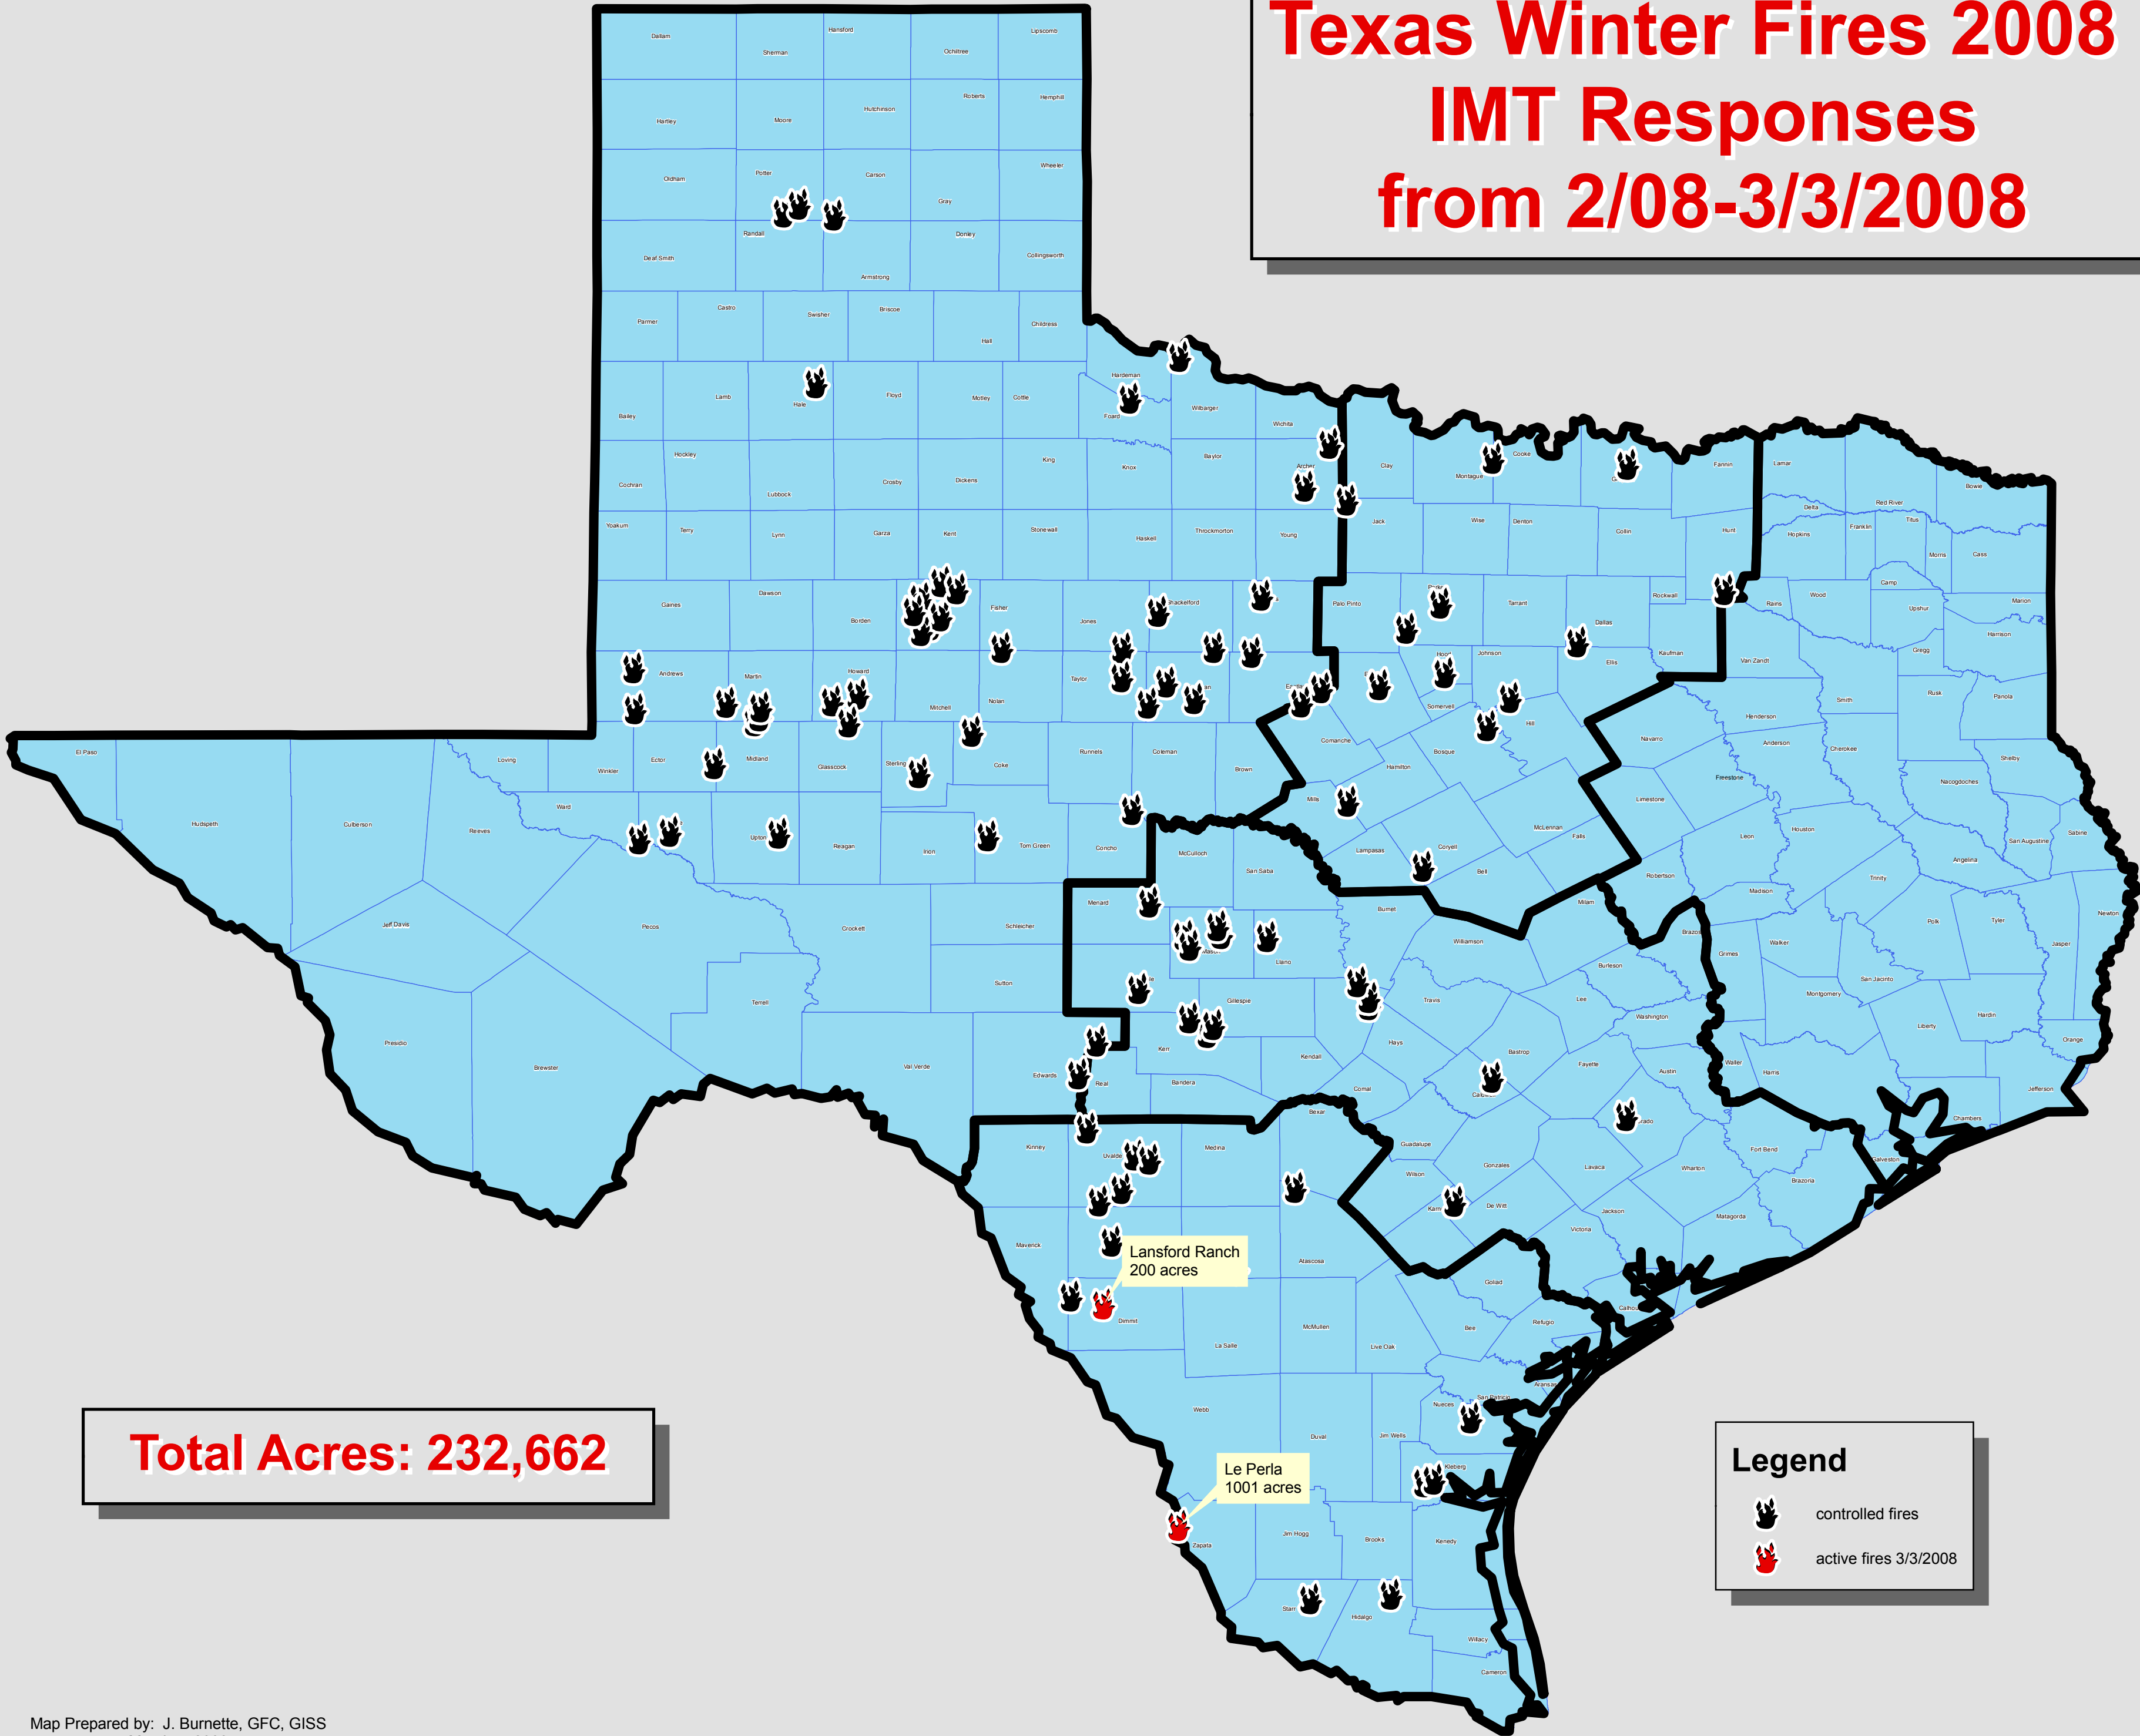 Texas Winter Fires 2008
IMT Responses
from 2/08-3/3/2008
Dallam
Sherman
Hansford
Ochiltree
Lipscomb
Hartley
Moore
Hutchinson
Roberts
Hemphill
Oldham
Potter
Carson
Gray
Wheeler
Deaf Smith
Randall
Armstrong
Donley
Collingsworth
Parmer
Castro
Swisher
Briscoe
Hall
Childress
Bailey
Lamb
Hale
Floyd
Motley
Cottle
Hardeman
Foard
Wilbarger
Wichita
Cochran
Hockley
Lubbock
Crosby
Dickens
King
Knox
Baylor
Archer
Clay
Montague
Cooke
Fannin
Lamar
Red River
Bowie
Delta
Yoakum
Terry
Lynn
Garza
Kent
Stonewall
Haskell
Throckmorton
Young
Jack
Wise
Denton
Collin
Hunt
Hopkins
Franklin
Titus
Morris
Cass
Camp
Gaines
Dawson
Borden
Fisher
Jones
Shackelford
Palo Pinto
Tarrant
Dallas
Rockwall
Kaufman
Rains
Wood
Upshur
Marion
Harrison
Andrews
Martin
Howard
Mitchell
Nolan
Taylor
Johnson
Ellis
Van Zandt
Gregg
Smith
Rusk
Panola
Somervell
Hill
Henderson
El Paso
Loving
Winkler
Ector
Midland
Glasscock
Sterling
Coke
Runners
Coleman
Brown
Comanche
Hamilton
Bosque
Navarro
Anderson
Cherokee
Freestone
Nacogdoches
Shelby
Hudspeth
Culberson
Reeves
Ward
Upton
Reagan
Irion
Tom Green
Concho
McCulloch
San Saba
Mills
Lampasas
Coryell
McLennan
Falls
Bell
Limestone
Leon
Houston
Robertson
Madison
Angelina
San Augustine
Sabine
Trinity
Jeff Davis
Pecos
Crockett
Schleicher
Menard
Mason
Llano
Burnet
Williamson
Milam
Brazos
Grimes
Walker
Polk
Tyler
Jasper
Newton
Presidio
Brewster
Terrell
Sutton
Gillespie
Travis
Lee
Burleson
Washington
Montgomery
San Jacinto
Liberty
Hardin
Orange
Val Verde
Edwards
Kerr
Real
Bandera
Kendall
Comal
Hays
Bastrop
Fayette
Austin
Waller
Harris
Chambers
Jefferson
Kinney
Uvalde
Medina
Bexar
Guadalupe
Wilson
Gonzales
Lavaca
Wharton
Fort Bend
Brazoria
Galveston
Maverick
Atascosa
De Witt
Victoria
Jackson
Matagorda
Lansford Ranch
200 acres
Dimmit
La Salle
McMullen
Live Oak
Bee
Goliad
Refugio
Aransas
San Patricio
Nueces
Webb
Duval
Jim Wells
Kleberg
Total Acres: 232,662
Le Perla
1001 acres
Zapata
Jim Hogg
Brooks
Kenedy
Starr
Hidalgo
Willacy
Cameron
Legend
controlled fires
active fires 3/3/2008
Map Prepared by: J. Burnette, GFC, GISS